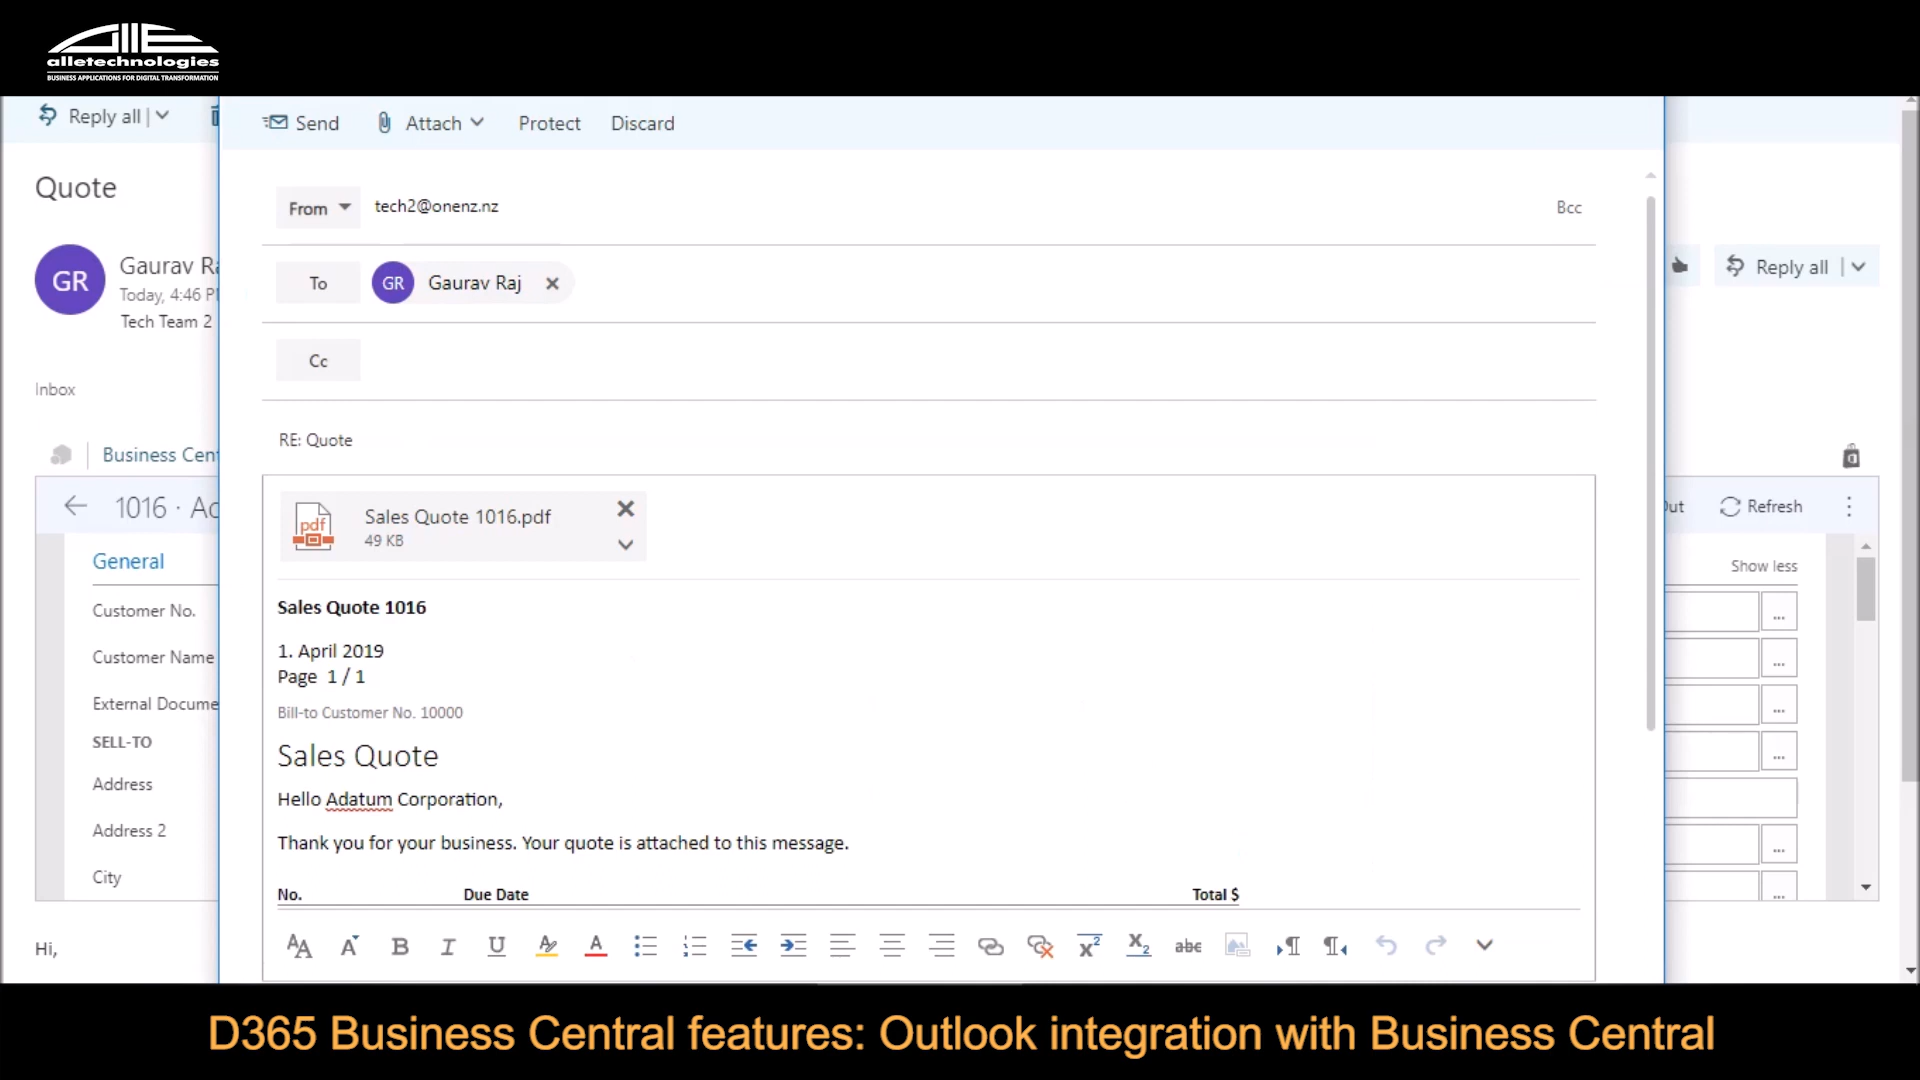 alletechnologies
BUSINESS APPLICATIONS FOR DIGITAL TRANSFORMATION
Reply all
Send Attach Protect Discard
Quote
From tech2@onenz.nz Bcc
GR Gaurav Ra
Today, 4:46 P
Tech Team 2
To GR Gaurav Raj
Reply all
Cc
Inbox
RE: Quote
Business Cent
1016 · Ac
Refresh
pdf
Sales Quote 1016.pdf
49 KB
General
Show less
Customer No.
Customer Name
External Docume
SELL-TO
Address
Address 2
City
Sales Quote 1016
1. April 2019
Page 1 / 1
Bill-to Customer No. 10000
Sales Quote
Hello Adatum Corporation,
Thank you for your business. Your quote is attached to this message.
No. Due Date Total $
Hi,
D365 Business Central features: Outlook integration with Business Central